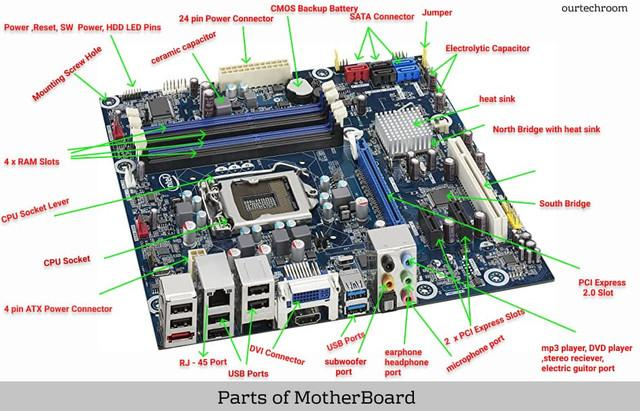 ourtechroom
CMOS Backup Battery
Jumper
24 pin Power Connector
SATA Connector
Power ,Reset, SW Power, HDD LED Pins
ceramic capacitor
Electrolytic Capacitor
Mounting Screw Hole
heat sink
North Bridge with heat sink
4 x RAM Slots
CPU Socket Lever
South Bridge
CPU Socket
PCI Express
2.0 Slot
4 pin ATX Power Connector
2 x PCI Express Slots
USB Ports
RJ - 45 Port
DVI Connector
USB Ports
subwoofer
port
earphone
headphone
port
microphone port
mp3 player, DVD player
,stereo reciever,
electric guitor port
Parts of MotherBoard